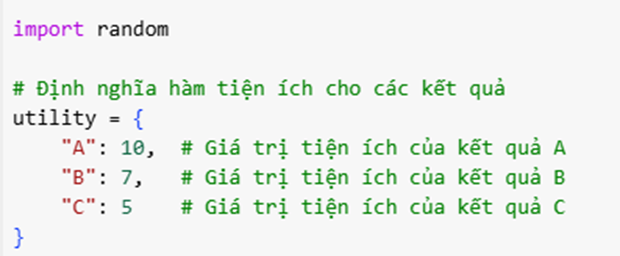 import random
# Định nghĩa hàm tiện ích cho các kết quả
utility = {
    "A": 10,  # Giá trị tiện ích của kết quả A
    "B": 7,   # Giá trị tiện ích của kết quả B
    "C": 5    # Giá trị tiện ích của kết quả C
}